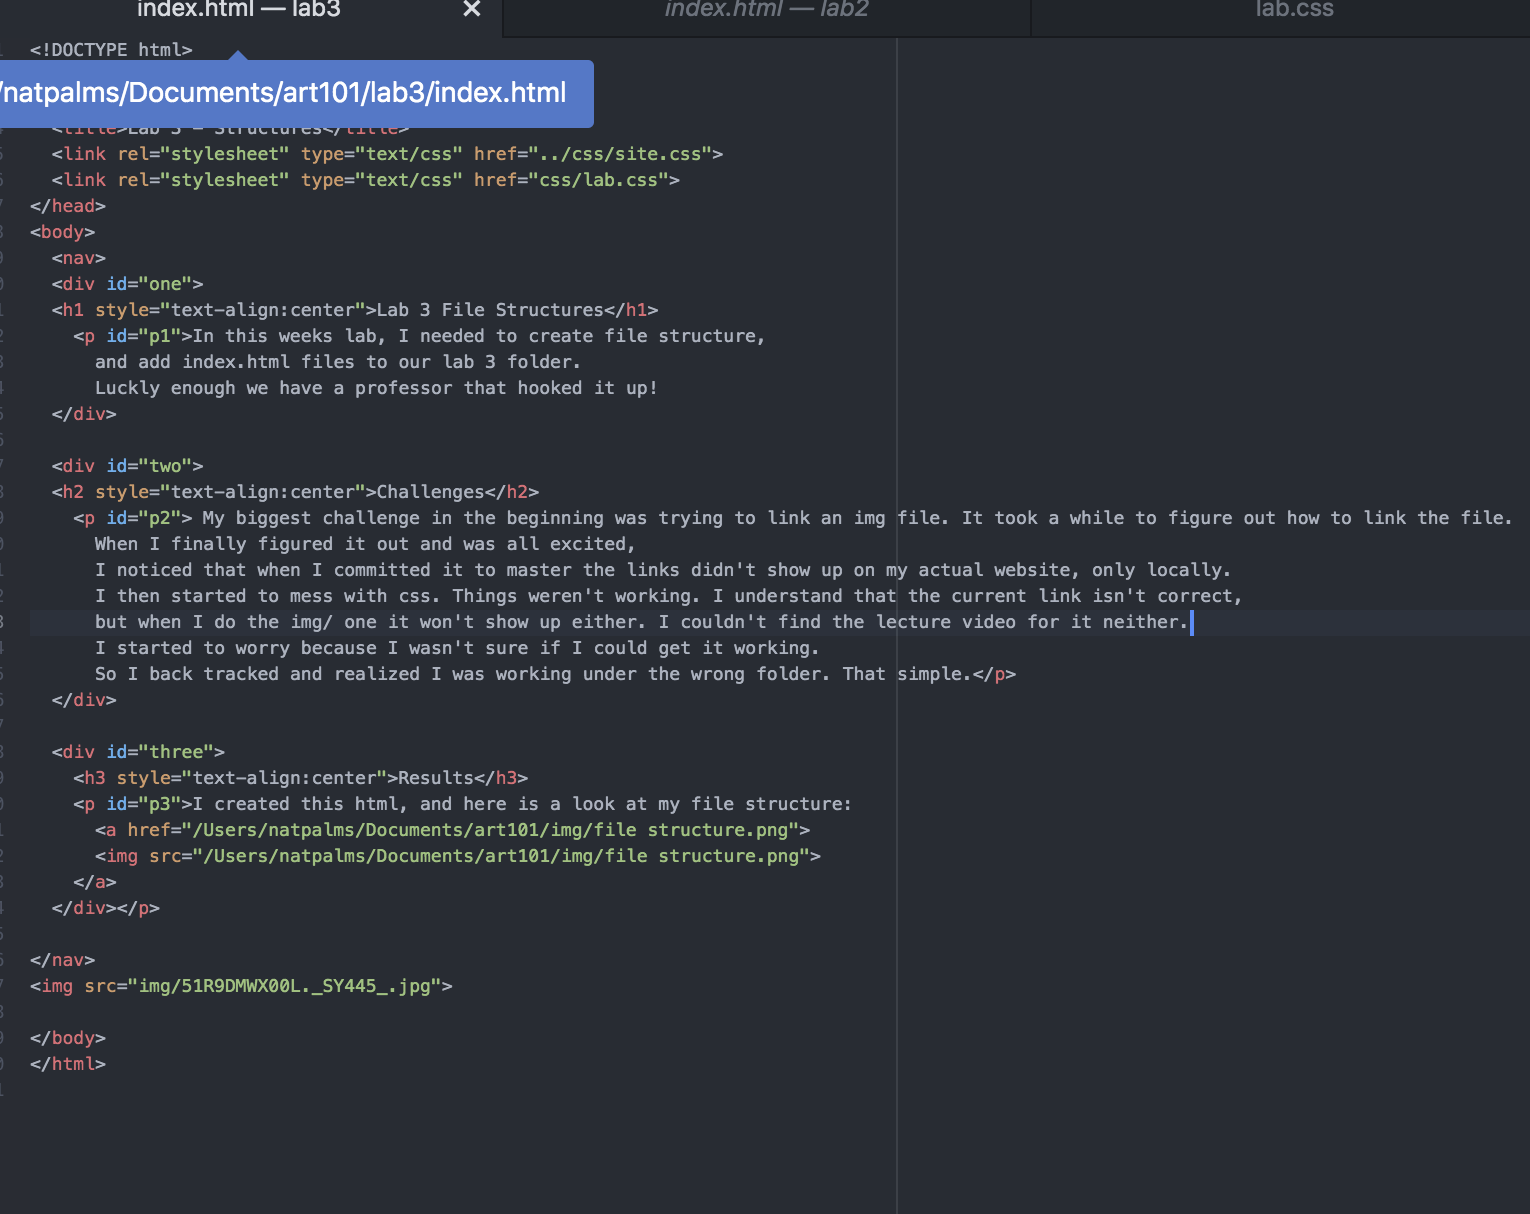 index.html — lab3
index.html — lab2
lab.css
<!DOCTYPE html>
/natpalms/Documents/art101/lab3/index.html
<title>Lab 3 - Structures</title>
<link rel="stylesheet" type="text/css" href="../css/site.css">
<link rel="stylesheet" type="text/css" href="css/lab.css">
</head>
<body>
<nav>
<div id="one">
<h1 style="text-align:center">Lab 3 File Structures</h1>
<p id="p1">In this weeks lab, I needed to create file structure,
and add index.html files to our lab 3 folder.
Luckly enough we have a professor that hooked it up!
</div>
<div id="two">
<h2 style="text-align:center">Challenges</h2>
<p id="p2"> My biggest challenge in the beginning was trying to link an img file. It took a while to figure out how to link the file.
When I finally figured it out and was all excited,
I noticed that when I committed it to master the links didn't show up on my actual website, only locally.
I then started to mess with css. Things weren't working. I understand that the current link isn't correct,
but when I do the img/ one it won't show up either. I couldn't find the lecture video for it neither.
I started to worry because I wasn't sure if I could get it working.
So I back tracked and realized I was working under the wrong folder. That simple.</p>
</div>
<div id="three">
<h3 style="text-align:center">Results</h3>
<p id="p3">I created this html, and here is a look at my file structure:
<a href="/Users/natpalms/Documents/art101/img/file structure.png">
<img src="/Users/natpalms/Documents/art101/img/file structure.png">
</a>
</div></p>
</nav>
<img src="img/51R9DMWX00L._SY445_.jpg">
</body>
</html>